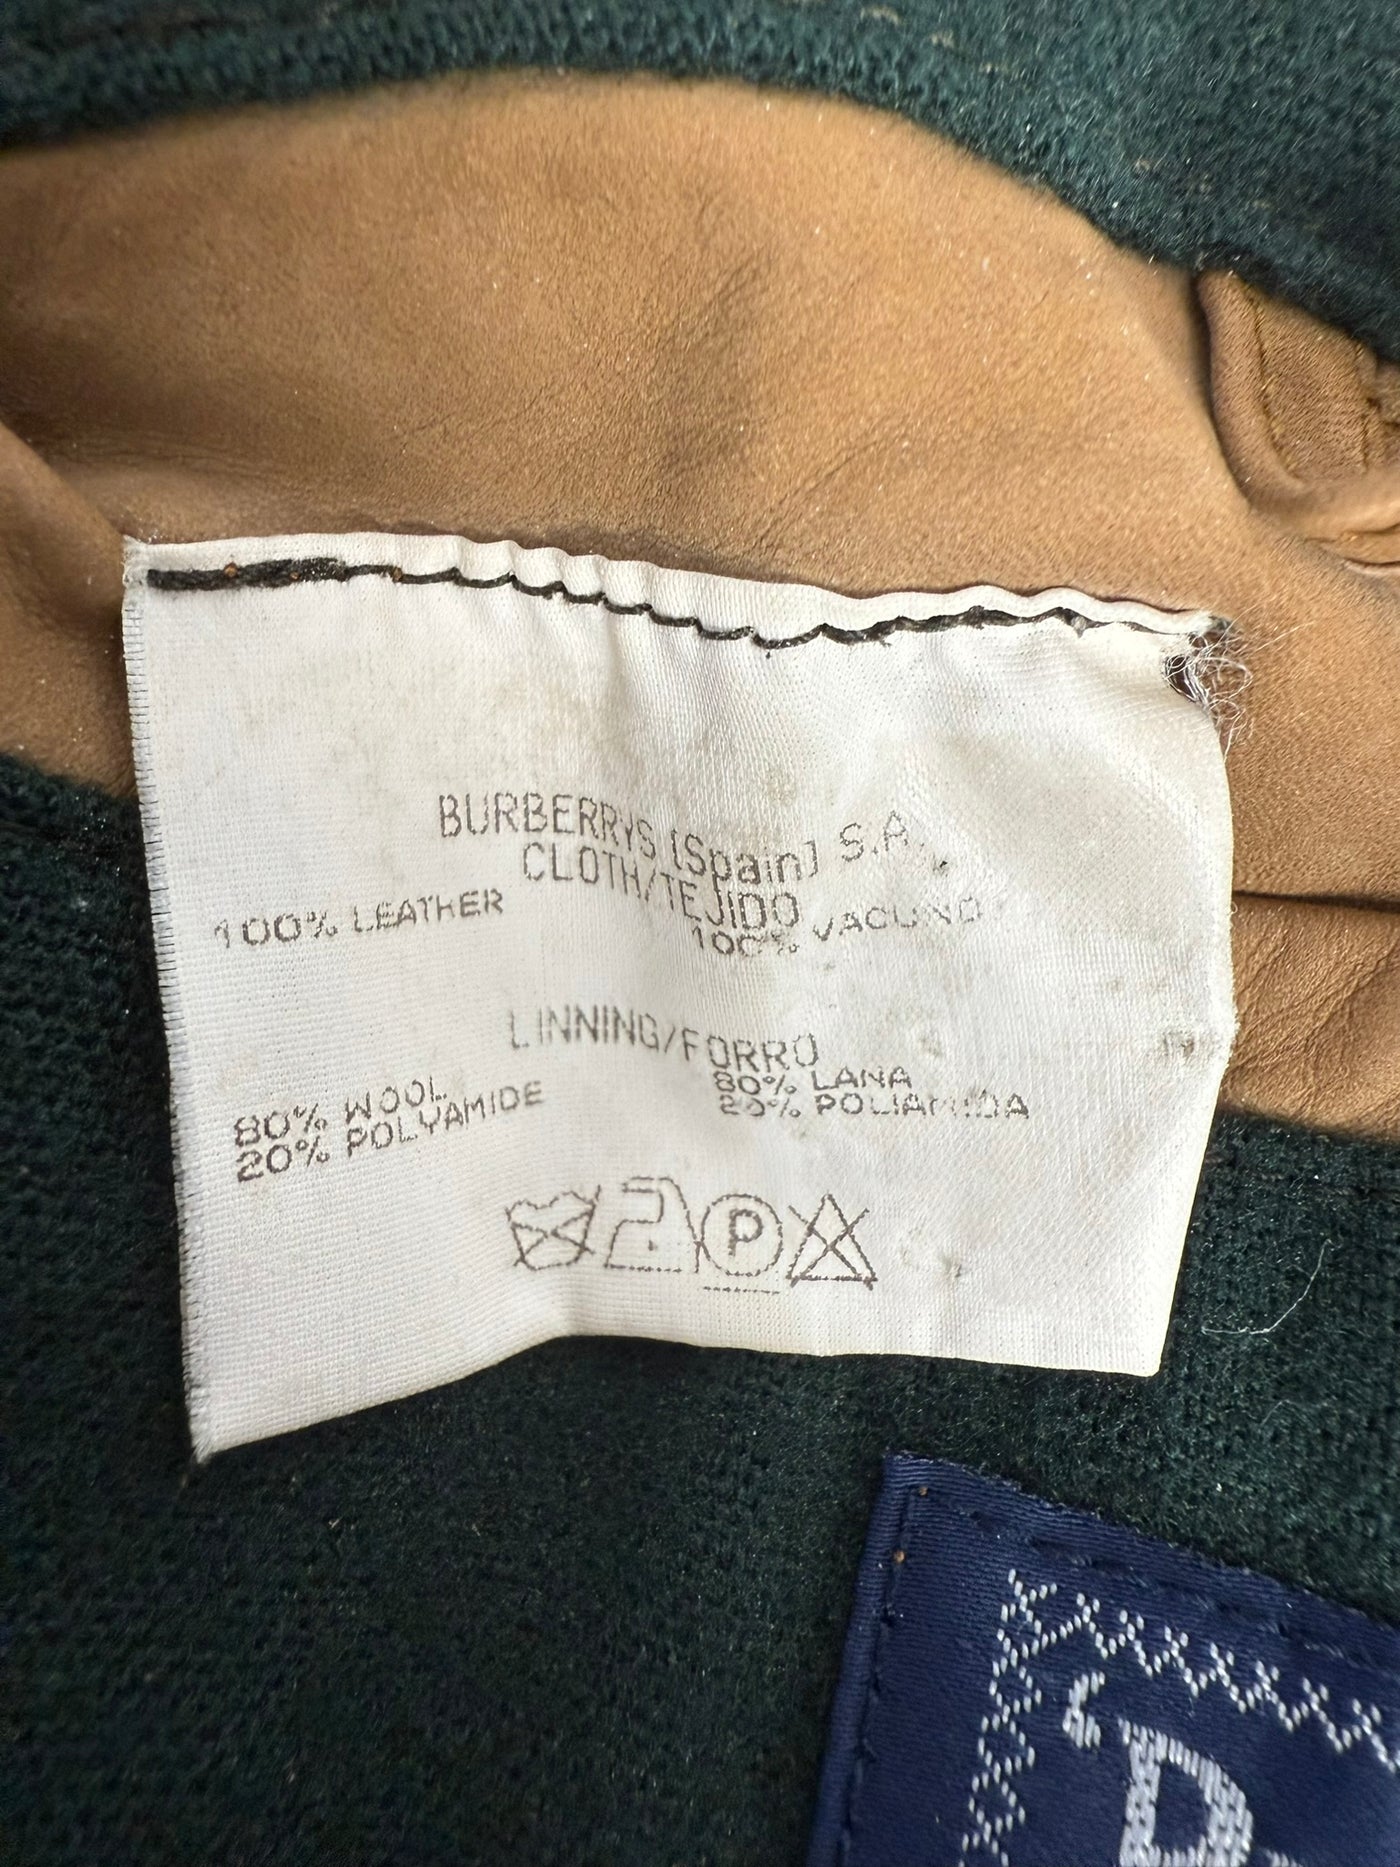 BURBERRYS (Spain) S.A.
CLOTH/TEJIDO
100% LEATHER 100% VACUNO
LINNING/FORRO
80% WOOL 80% LANA
20% POLYAMIDE 20% POLIAMIDA
P
'B